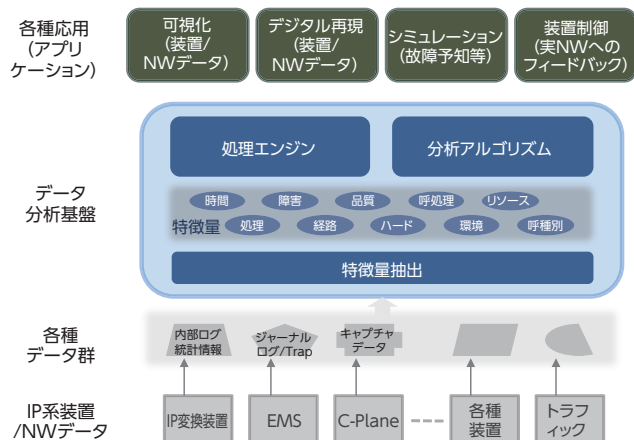 各種応用
(アプリ
ケーション)
可視化
(装置/
NWデータ)
デジタル再現
(装置/
NWデータ)
シミュレーション
(故障予知等)
装置制御
(実NWへの
フィードバック)
データ
分析基盤
処理エンジン
分析アルゴリズム
時間
障害
品質
呼処理
リソース
特徴量
処理
経路
ハード
環境
呼種別
特徴量抽出
各種
データ群
内部ログ
統計情報
ジャーナル
ログ/Trap
キャプチャ
データ
IP系装置
/NWデータ
IP変換装置
EMS
C-Plane
各種
装置
トラフ
ィック